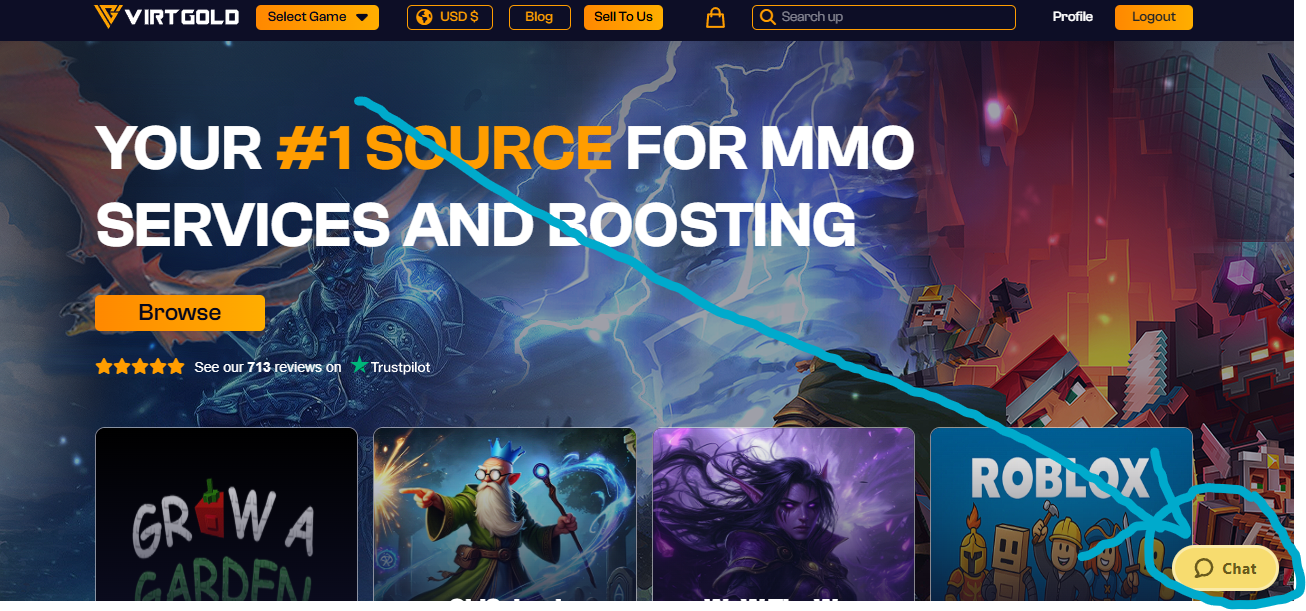 VIRTGOLD Select Game USD $ Blog Sell To Us Search up Profile Logout
YOUR #1 SOURCE FOR MMO
SERVICES AND BOOSTING
Browse
See our 713 reviews on Trustpilot
GROW A
GARDEN
ROBLOX
Chat